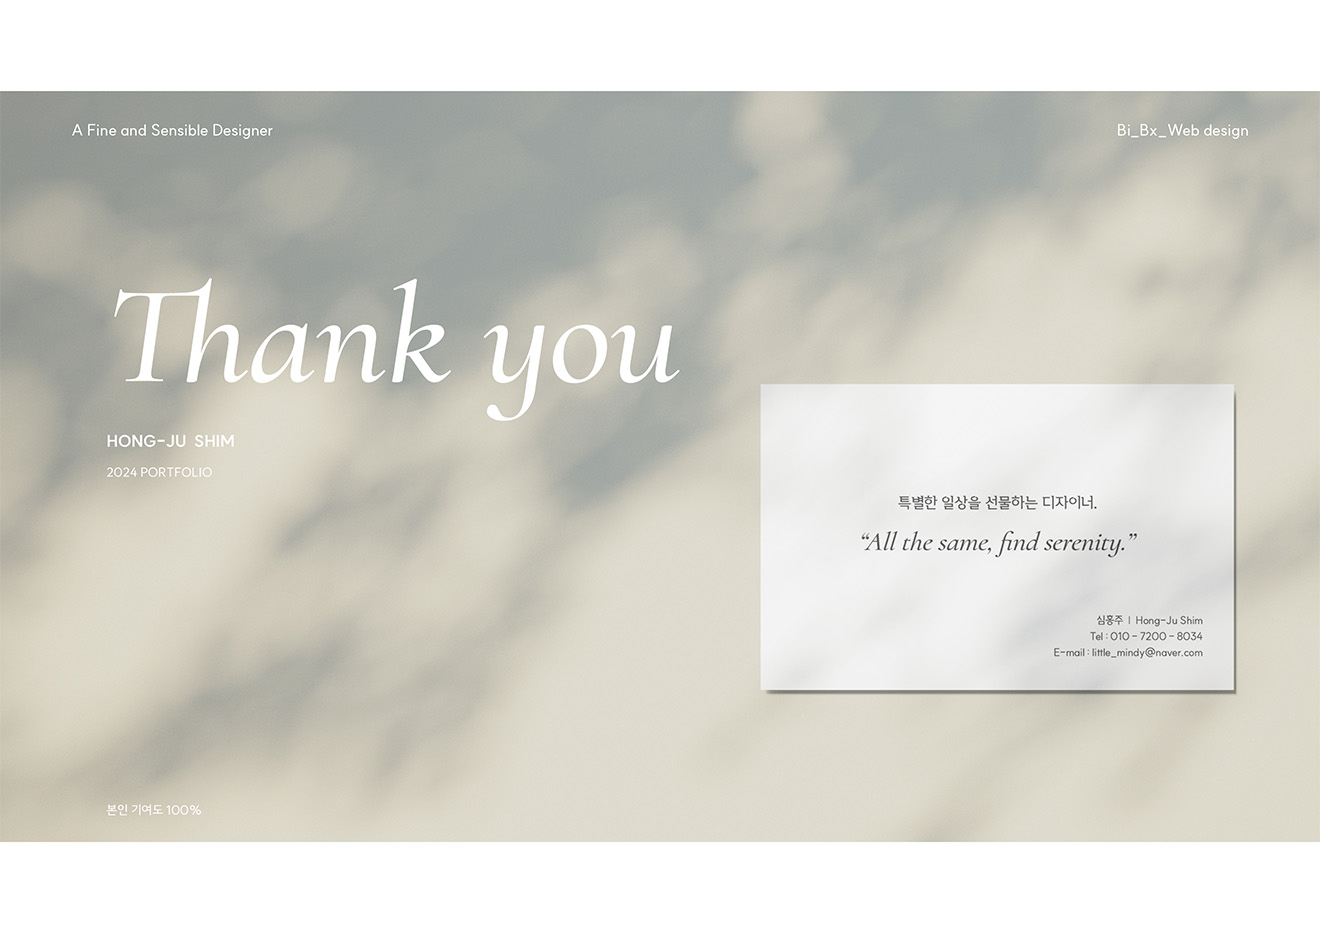 A Fine and Sensible Designer
Bi_Bx_Web design
Thank you
HONG-JU SHIM
2024 PORTFOLIO
특별한 일상을 선물하는 디자이너.
“All the same, find serenity.”
심홍주 | Hong-Ju Shim
Tel : 010 - 7200 - 8034
E-mail : little_mindy@naver.com
본인 기여도 100%